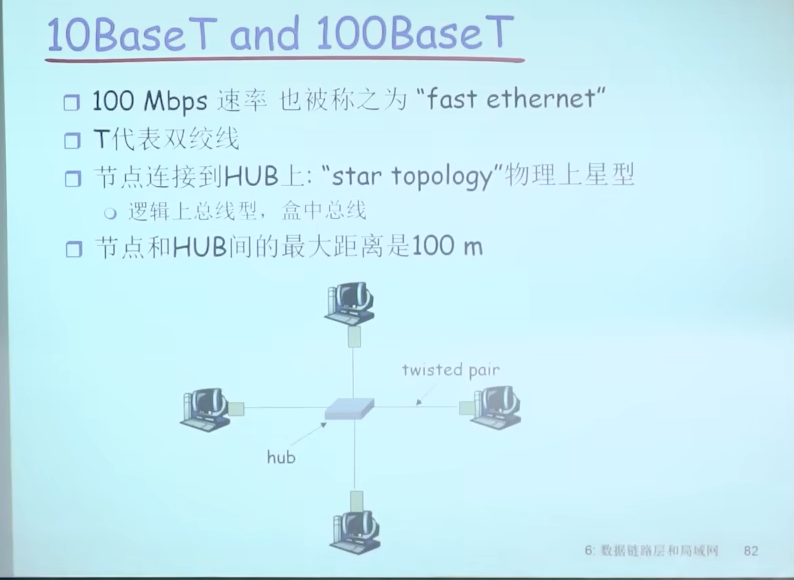 10BaseT and 100BaseT
100 Mbps 速率 也被称之为 “fast ethernet”
T代表双绞线
节点连接到HUB上: “star topology”物理上星型
逻辑上总线型，盒中总线
节点和HUB间的最大距离是100 m
twisted pair
hub
6: 数据链路层和局域网 82